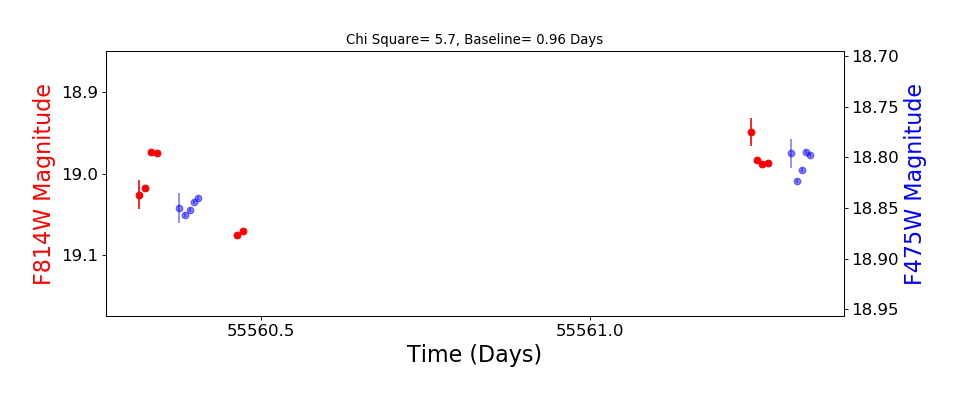 Chi Square= 5.7, Baseline= 0.96 Days
F814W Magnitude
18.9
19.0
19.1
18.70
18.75
18.80
18.85
18.90
18.95
F475W Magnitude
55560.5
55561.0
Time (Days)